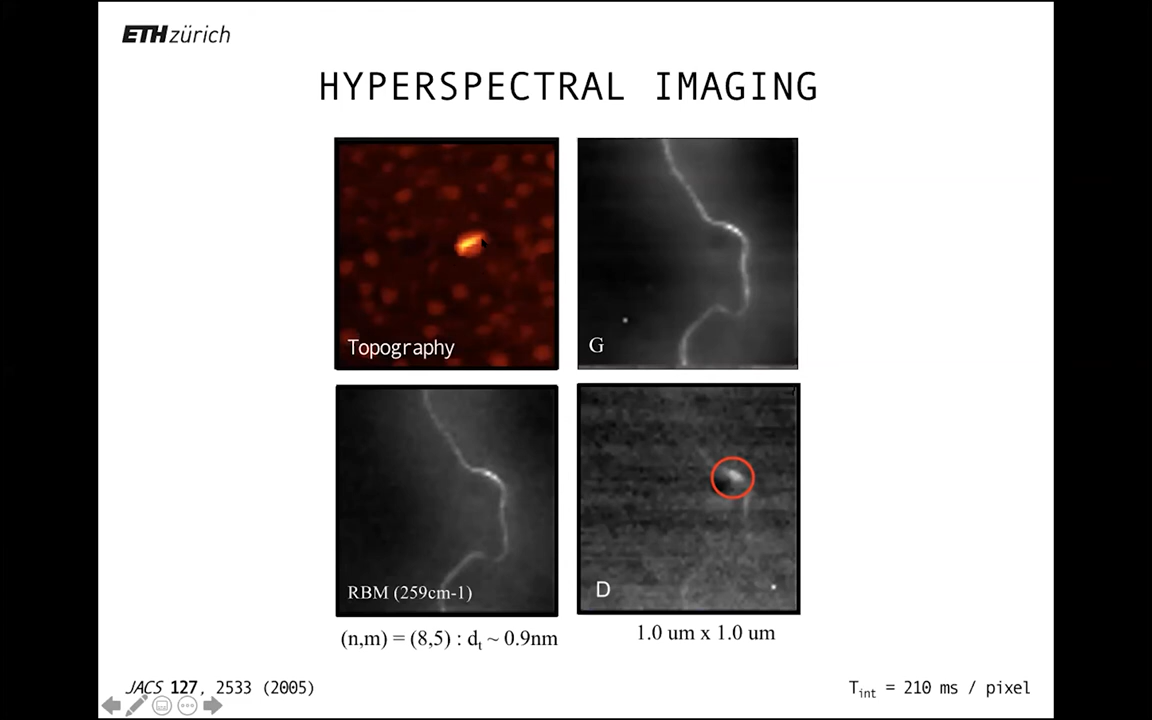 ETH zürich
HYPERSPECTRAL IMAGING
Topography
G
RBM (259cm-1)
D
(n,m) = (8,5) : dt ~ 0.9nm
1.0 um x 1.0 um
JACS 127, 2533 (2005)
Tint = 210 ms / pixel